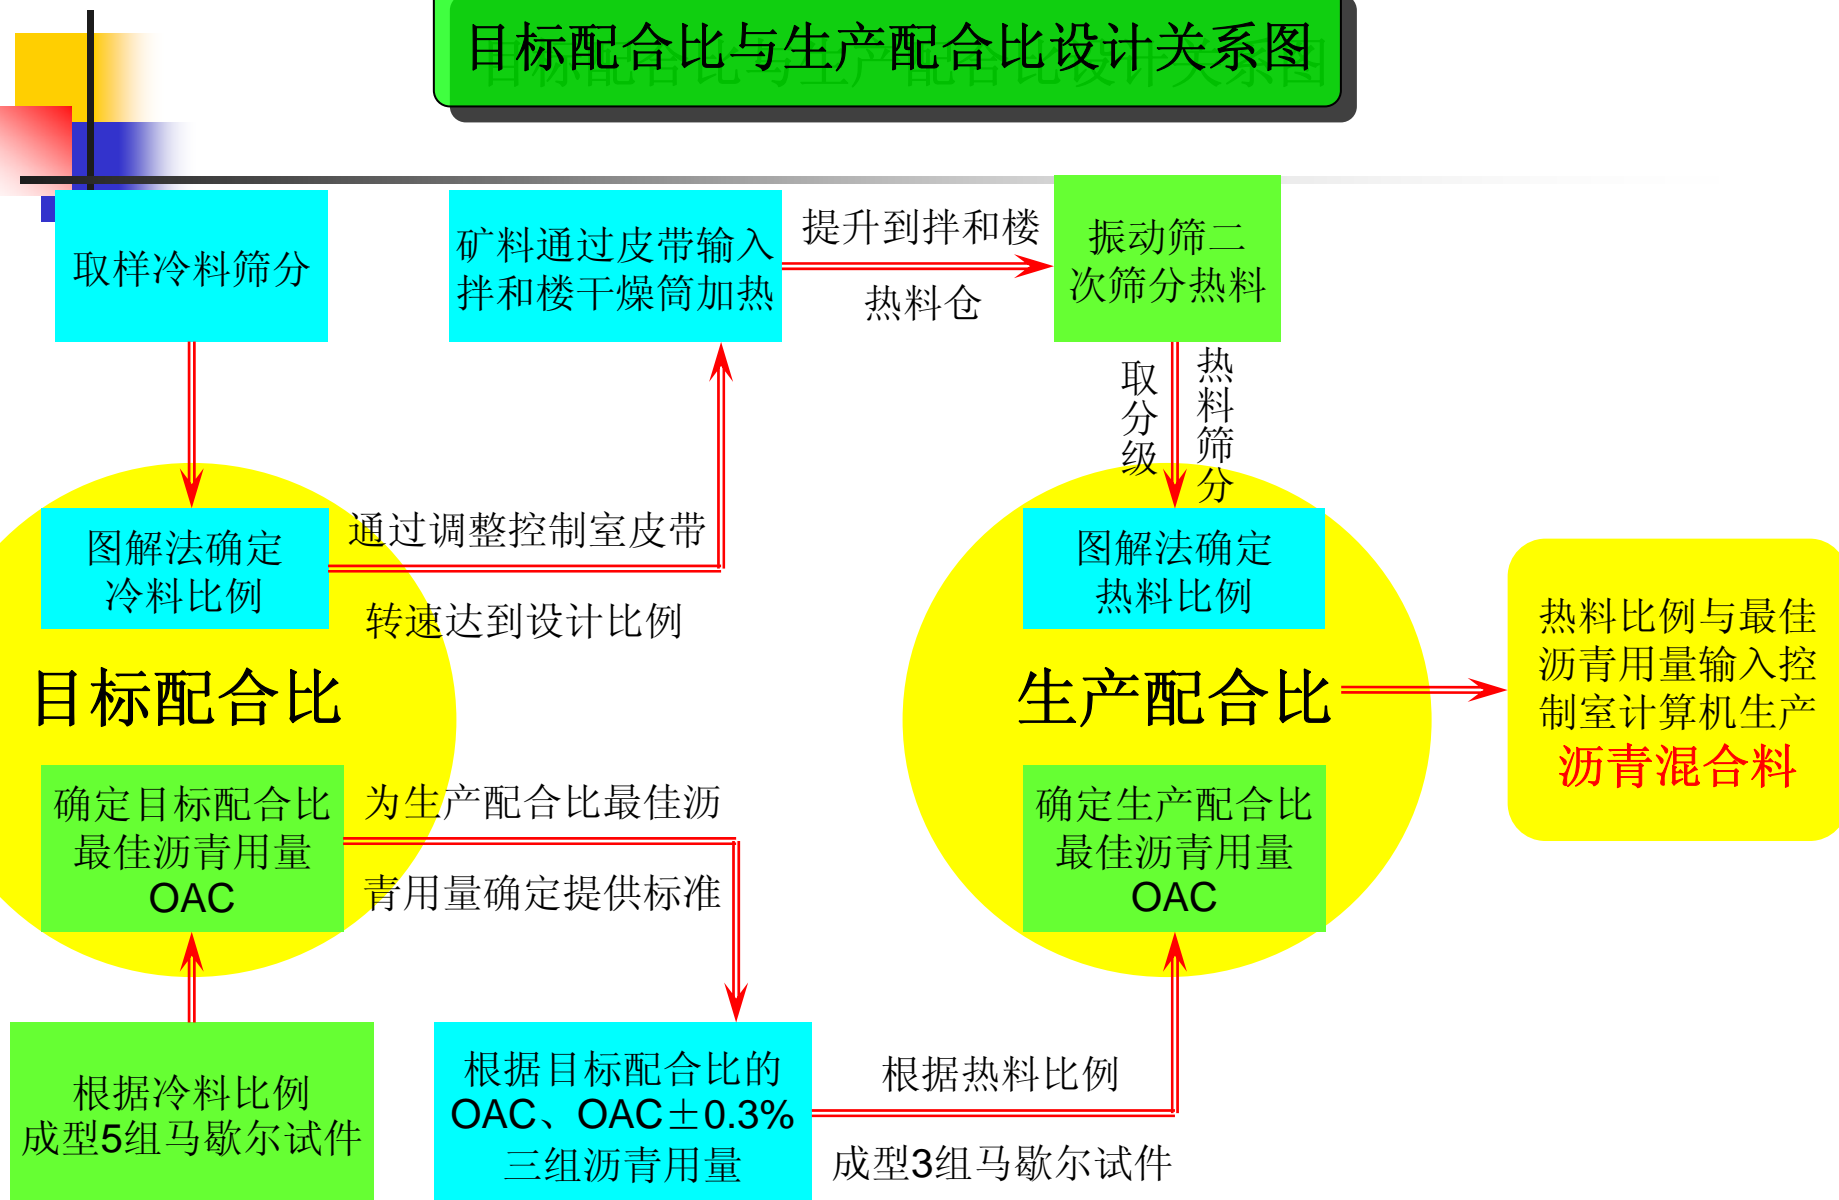 目标配合比与生产配合比设计关系图
取样冷料筛分
矿料通过皮带输入
拌和楼干燥筒加热
提升到拌和楼
热料仓
振动筛二
次筛分热料
取分级
热料筛分
图解法确定
冷料比例
通过调整控制室皮带
转速达到设计比例
图解法确定
热料比例
目标配合比
生产配合比
热料比例与最佳
沥青用量输入控
制室计算机生产
沥青混合料
确定目标配合比
最佳沥青用量
OAC
为生产配合比最佳沥
青用量确定提供标准
确定生产配合比
最佳沥青用量
OAC
根据冷料比例
成型5组马歇尔试件
根据目标配合比的
OAC、OAC±0.3%
三组沥青用量
根据热料比例
成型3组马歇尔试件